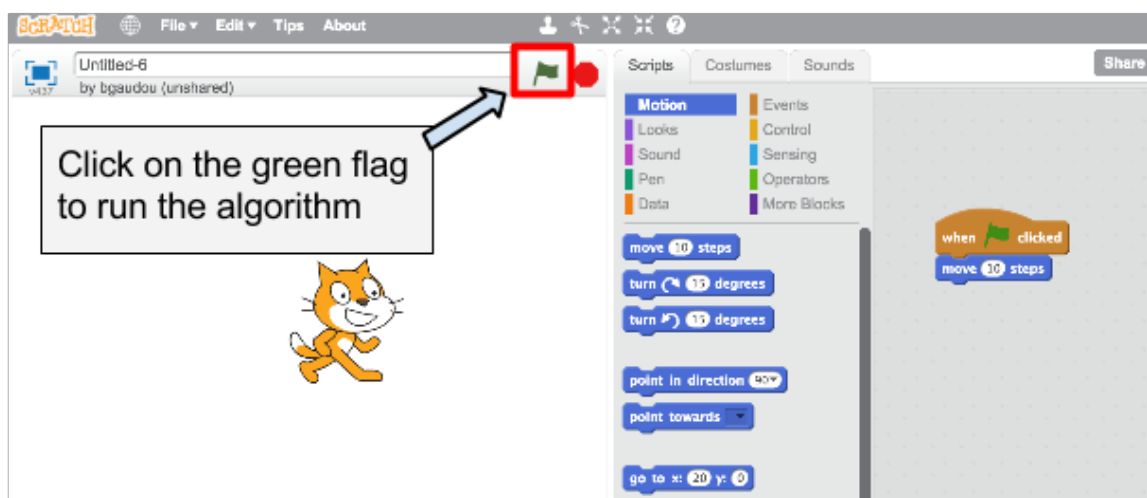 SCRATCH File Edit Tips About
Untitled-6
v437 by bgaudou (unshared)
Click on the green flag
to run the algorithm
Scripts Costumes Sounds
Share
Motion Events
Looks Control
Sound Sensing
Pen Operators
Data More Blocks
move 10 steps
turn 15 degrees
turn 15 degrees
point in direction 90
point towards
go to x: 20 y: 0
when clicked
move 10 steps